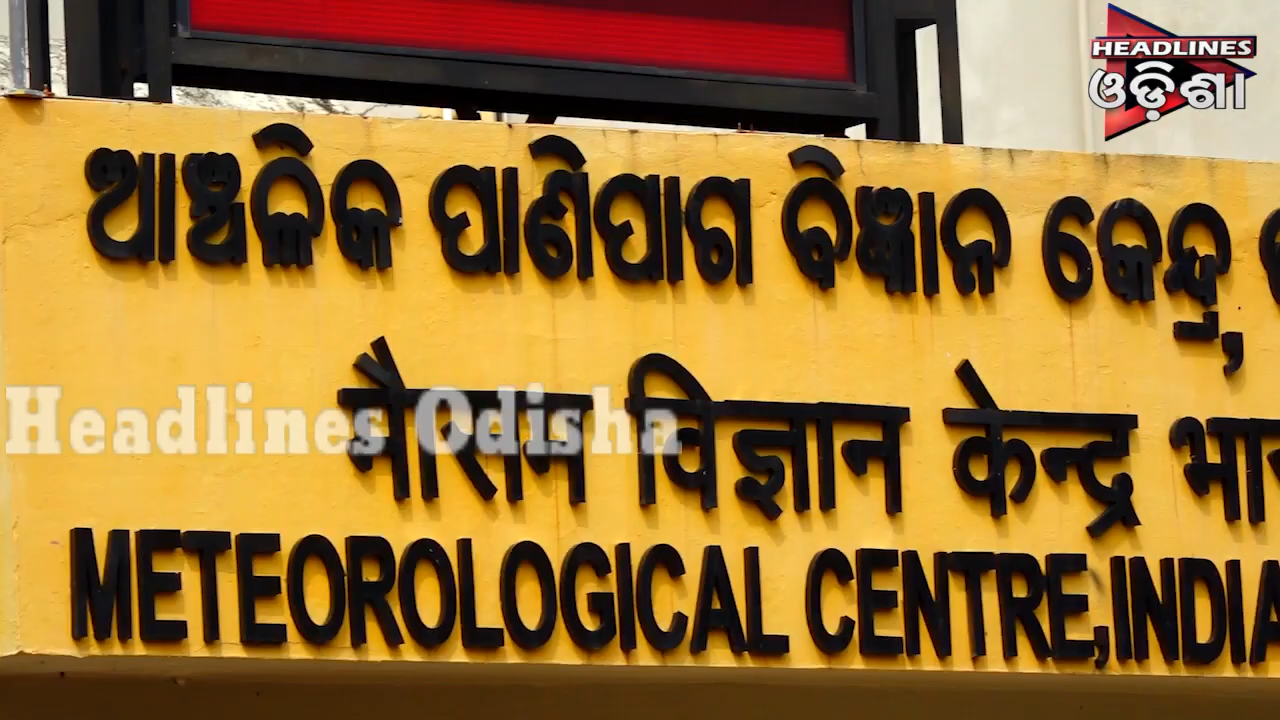 HEADLINES
ଓଡ଼ିଶା
ଆଞ୍ଚଳିକ ପାଣିପାଗ ବିଜ୍ଞାନ କେନ୍ଦ୍ର,
मौसम विज्ञान केन्द्र
Headlines Odisha
METEOROLOGICAL CENTRE, INDIA